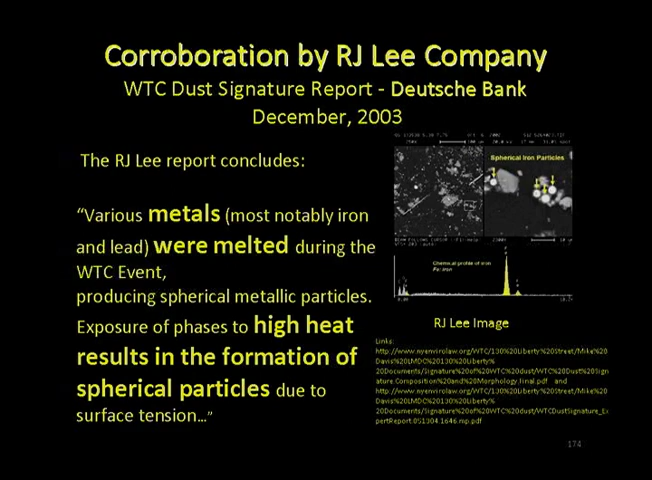 Corroboration by RJ Lee Company
WTC Dust Signature Report - Deutsche Bank
December, 2003
The RJ Lee report concludes:
“Various metals (most notably iron
and lead) were melted during the
WTC Event,
producing spherical metallic particles.
Exposure of phases to high heat
results in the formation of
spherical particles due to
surface tension…”
Spherical Iron Particles
Chemical profile of iron
Fe: Iron
RJ Lee Image
Links:
http://www.nyenvirolaw.org/WTC/130%20Liberty%20Street/Mike%20
Davis%20LMDC%20130%20Liberty%
20Documents/Signature%20of%20WTC%20dust/WTC%20Dust%20Sign
ature.Composition%20and%20Morphology.Final.pdf and
http://www.nyenvirolaw.org/WTC/130%20Liberty%20Street/Mike%20
Davis%20LMDC%20130%20Liberty%
20Documents/Signature%20of%20WTC%20dust/WTCDustSignature_Ex
pertReport.051304.1646.mp.pdf
174